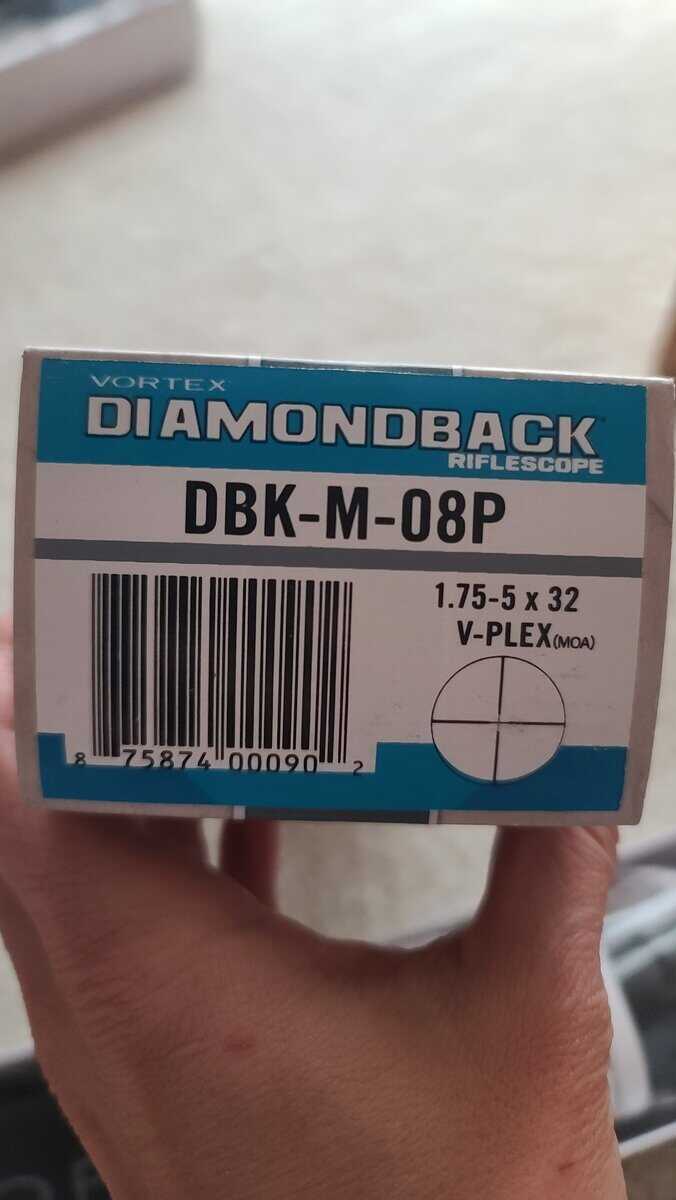 VORTEX
DIAMONDBACK
RIFLESCOPE
DBK-M-08P
1.75-5 x 32
V-PLEX(MOA)
8 75874 00090 2